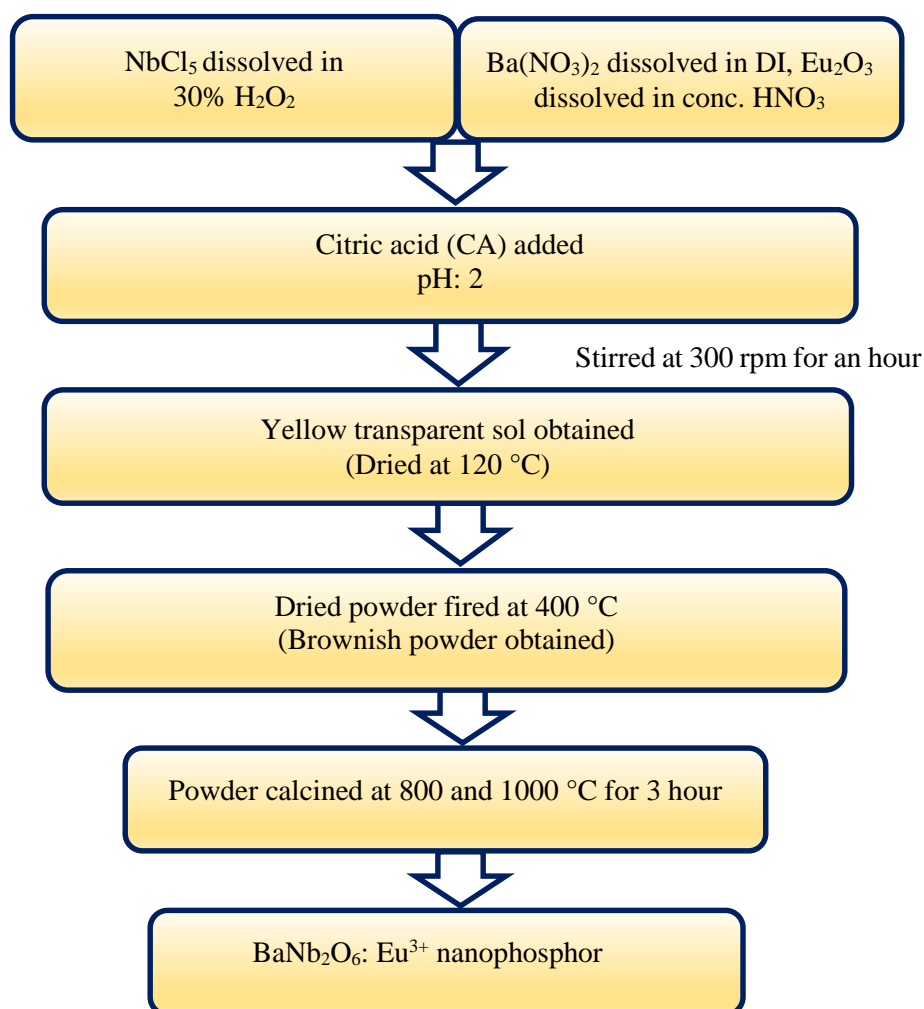 NbCl₅ dissolved in
30% H₂O₂
Ba(NO₃)₂ dissolved in DI, Eu₂O₃
dissolved in conc. HNO₃
Citric acid (CA) added
pH: 2
Stirred at 300 rpm for an hour
Yellow transparent sol obtained
(Dried at 120 °C)
Dried powder fired at 400 °C
(Brownish powder obtained)
Powder calcined at 800 and 1000 °C for 3 hour
BaNb₂O₆: Eu³⁺ nanophosphor